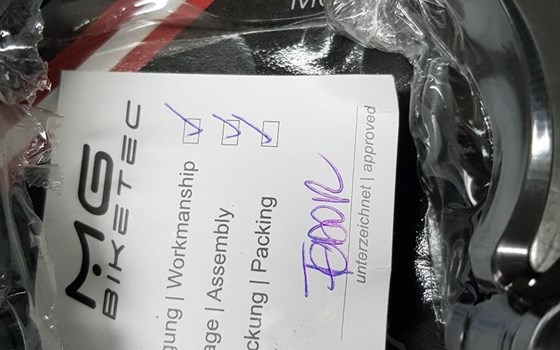 MG
BIKETEC
gung | Workmanship
age | Assembly
ckung | Packing
unterzeichnet | approved